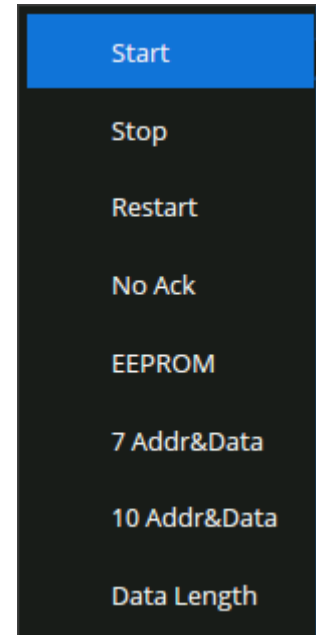 Start
Stop
Restart
No Ack
EEPROM
7 Addr&Data
10 Addr&Data
Data Length